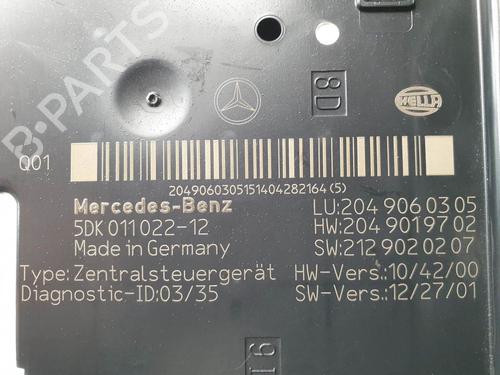 8D
HELLA
Q01
2049060305151404282164(5)
Mercedes-Benz
LU:204 906 03 05
5DK 011 022-12
HW:204 901 97 02
Made in Germany
SW:212 902 02 07
Type:Zentralsteuergerät
HW-Vers.:10/42/00
Diagnostic-ID:03/35
SW-Vers.:12/27/01
B-PARTS